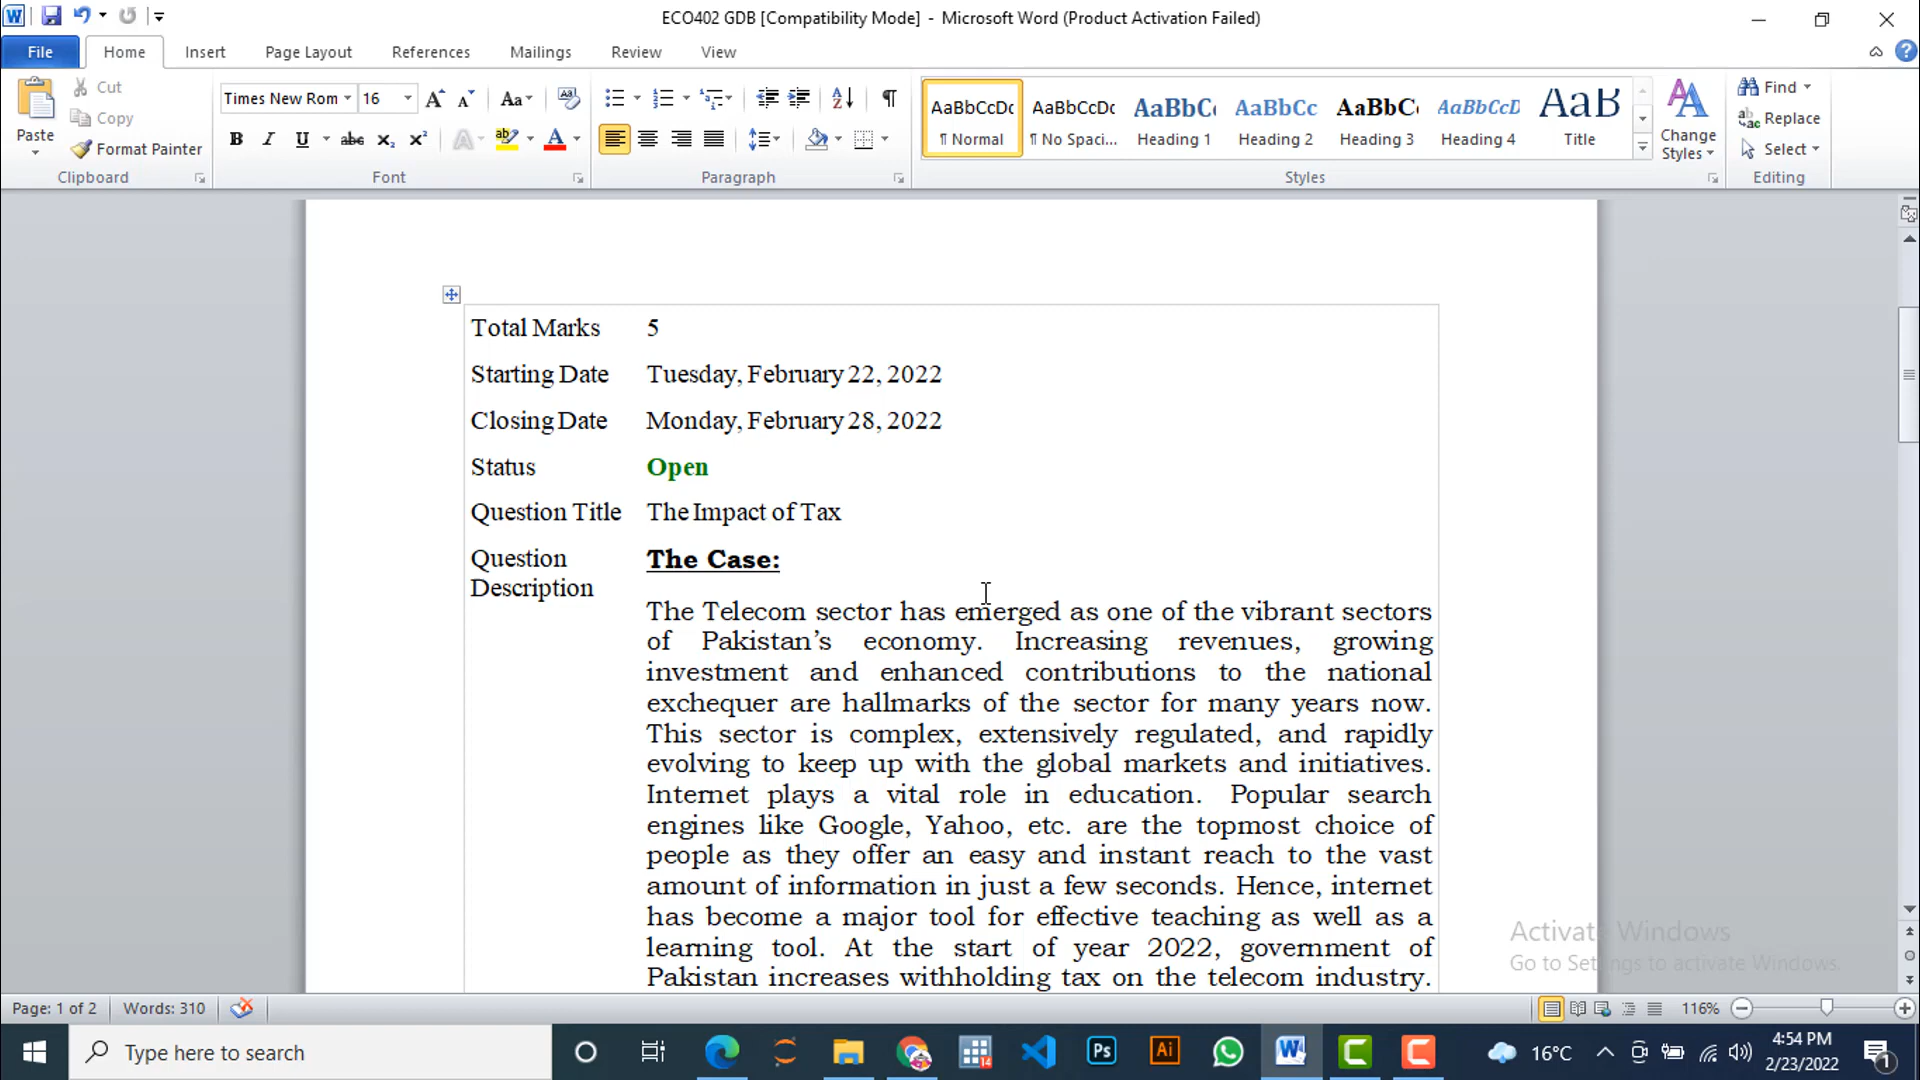 ECO402 GDB [Compatibility Mode] - Microsoft Word (Product Activation Failed)
File Home Insert Page Layout References Mailings Review View
Paste
Cut
Copy
Format Painter
Clipboard
Times New Rom 16
Font
Paragraph
AaBbCcDc AaBbCcDc AaBbC AaBbCc AaBbC AaBbCcD AaB
¶ Normal ¶ No Spaci... Heading 1 Heading 2 Heading 3 Heading 4 Title
Change Styles
Styles
Find
Replace
Select
Editing
Total Marks 5
Starting Date Tuesday, February 22, 2022
Closing Date Monday, February 28, 2022
Status Open
Question Title The Impact of Tax
Question Description
The Case:
The Telecom sector has emerged as one of the vibrant sectors
of Pakistan’s economy. Increasing revenues, growing
investment and enhanced contributions to the national
exchequer are hallmarks of the sector for many years now.
This sector is complex, extensively regulated, and rapidly
evolving to keep up with the global markets and initiatives.
Internet plays a vital role in education. Popular search
engines like Google, Yahoo, etc. are the topmost choice of
people as they offer an easy and instant reach to the vast
amount of information in just a few seconds. Hence, internet
has become a major tool for effective teaching as well as a
learning tool. At the start of year 2022, government of
Pakistan increases withholding tax on the telecom industry.
Activate Windows
Go to Settings to activate Windows.
Page: 1 of 2 Words: 310 116%
Type here to search
16°C
4:54 PM
2/23/2022